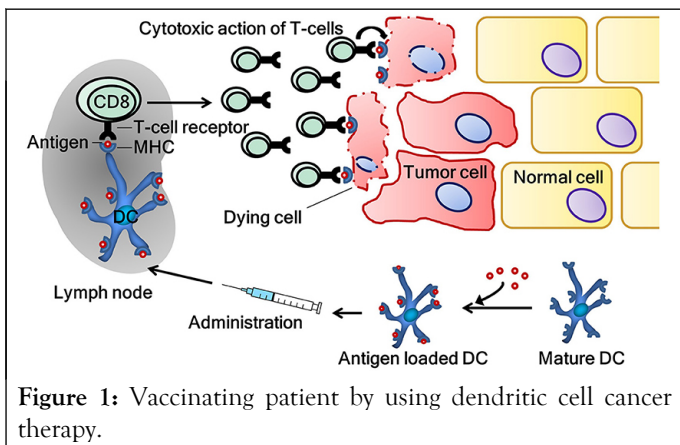 Cytotoxic action of T-cells
CD8
T-cell receptor
Antigen
MHC
DC
Lymph node
Tumor cell
Normal cell
Dying cell
Administration
Antigen loaded DC
Mature DC
Figure 1: Vaccinating patient by using dendritic cell cancer
therapy.